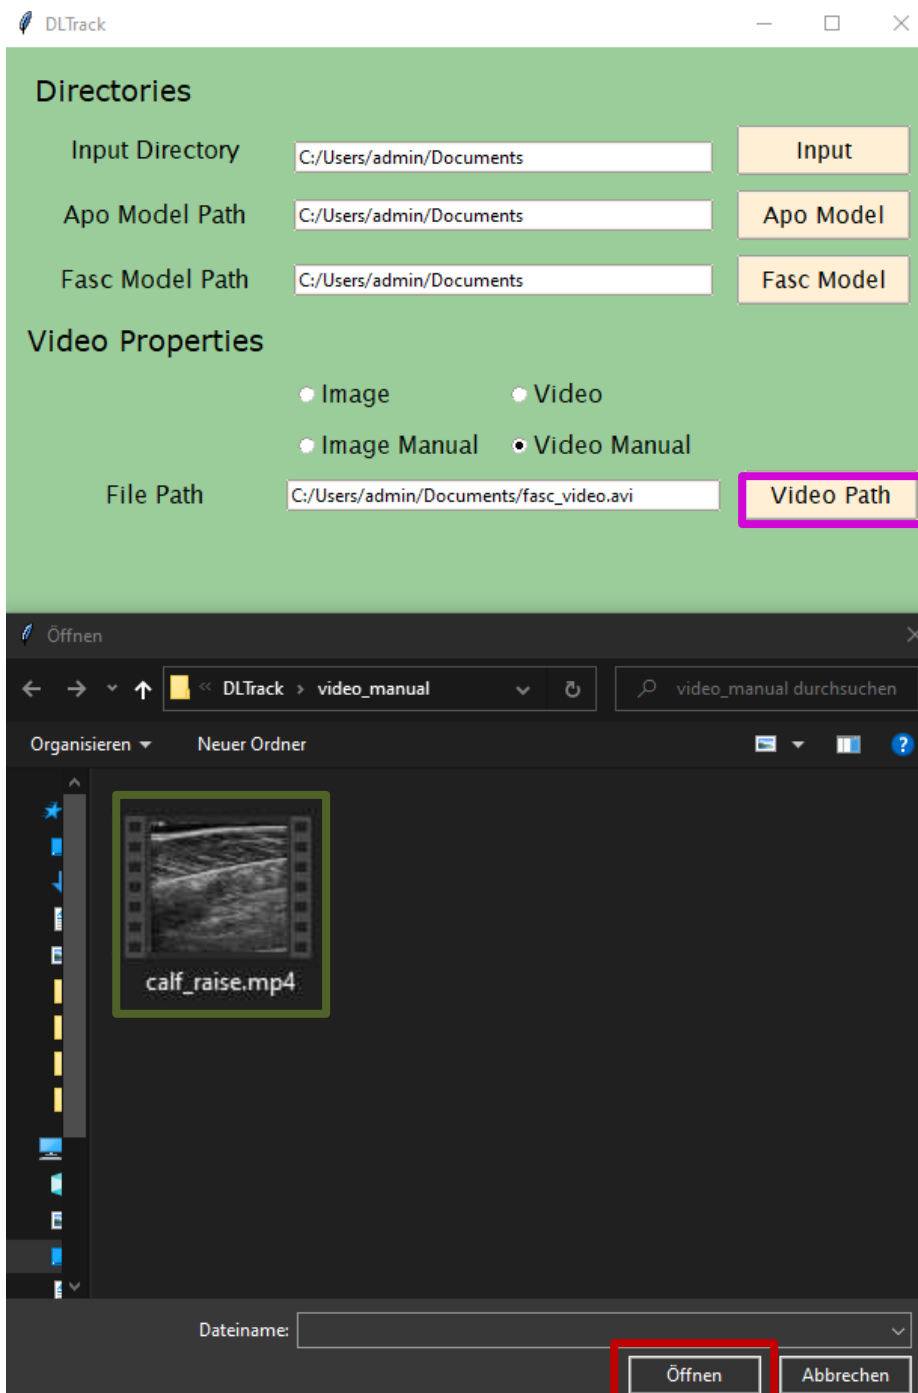 DLTrack
Directories
Input Directory C:/Users/admin/Documents Input
Apo Model Path C:/Users/admin/Documents Apo Model
Fasc Model Path C:/Users/admin/Documents Fasc Model
Video Properties
Image Video
Image Manual Video Manual
File Path C:/Users/admin/Documents/fasc_video.avi Video Path
Öffnen
« DLTrack › video_manual video_manual durchsuchen
Organisieren Neuer Ordner ?
calf_raise.mp4
Dateiname:
Öffnen Abbrechen